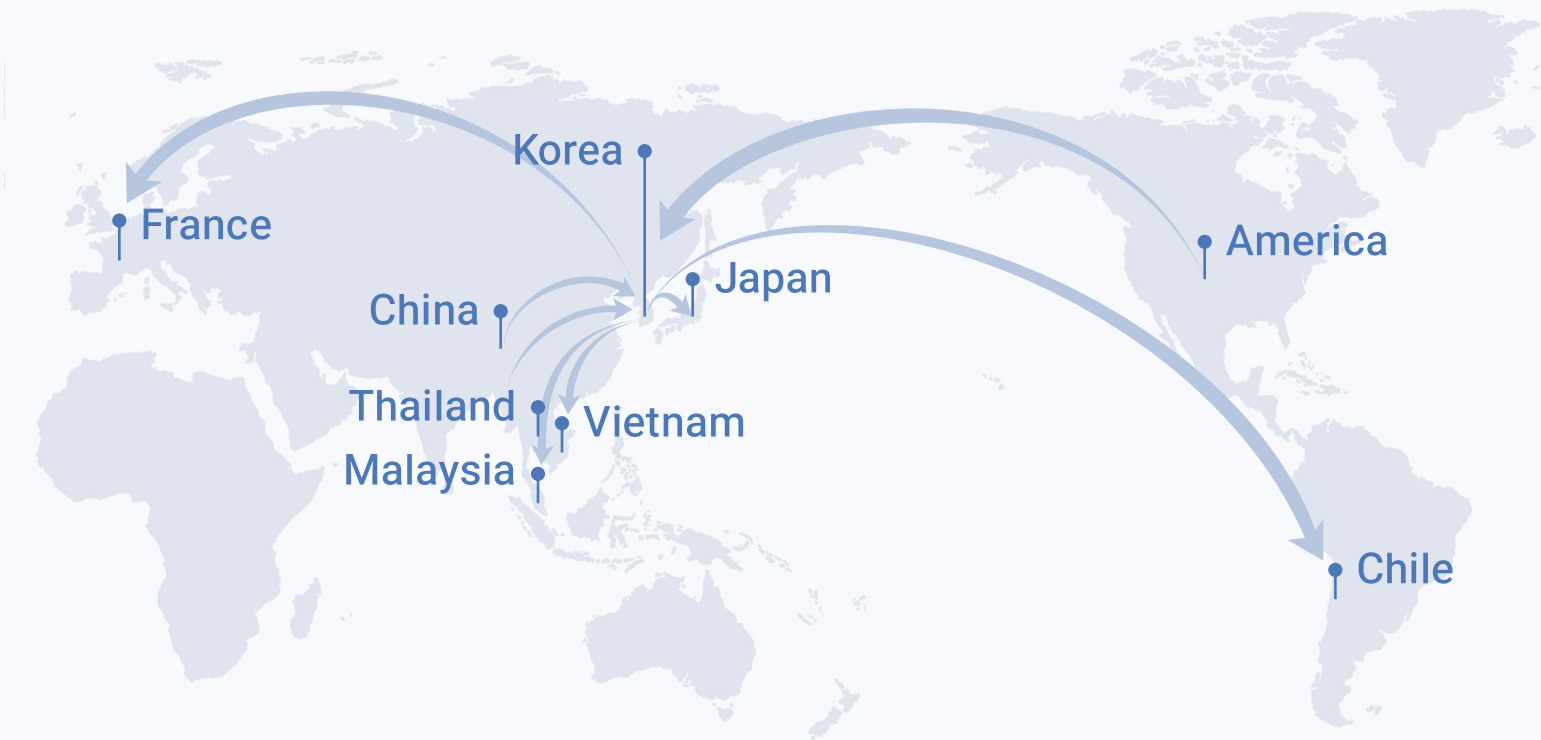 Korea
France
America
Japan
China
Thailand
Vietnam
Malaysia
Chile